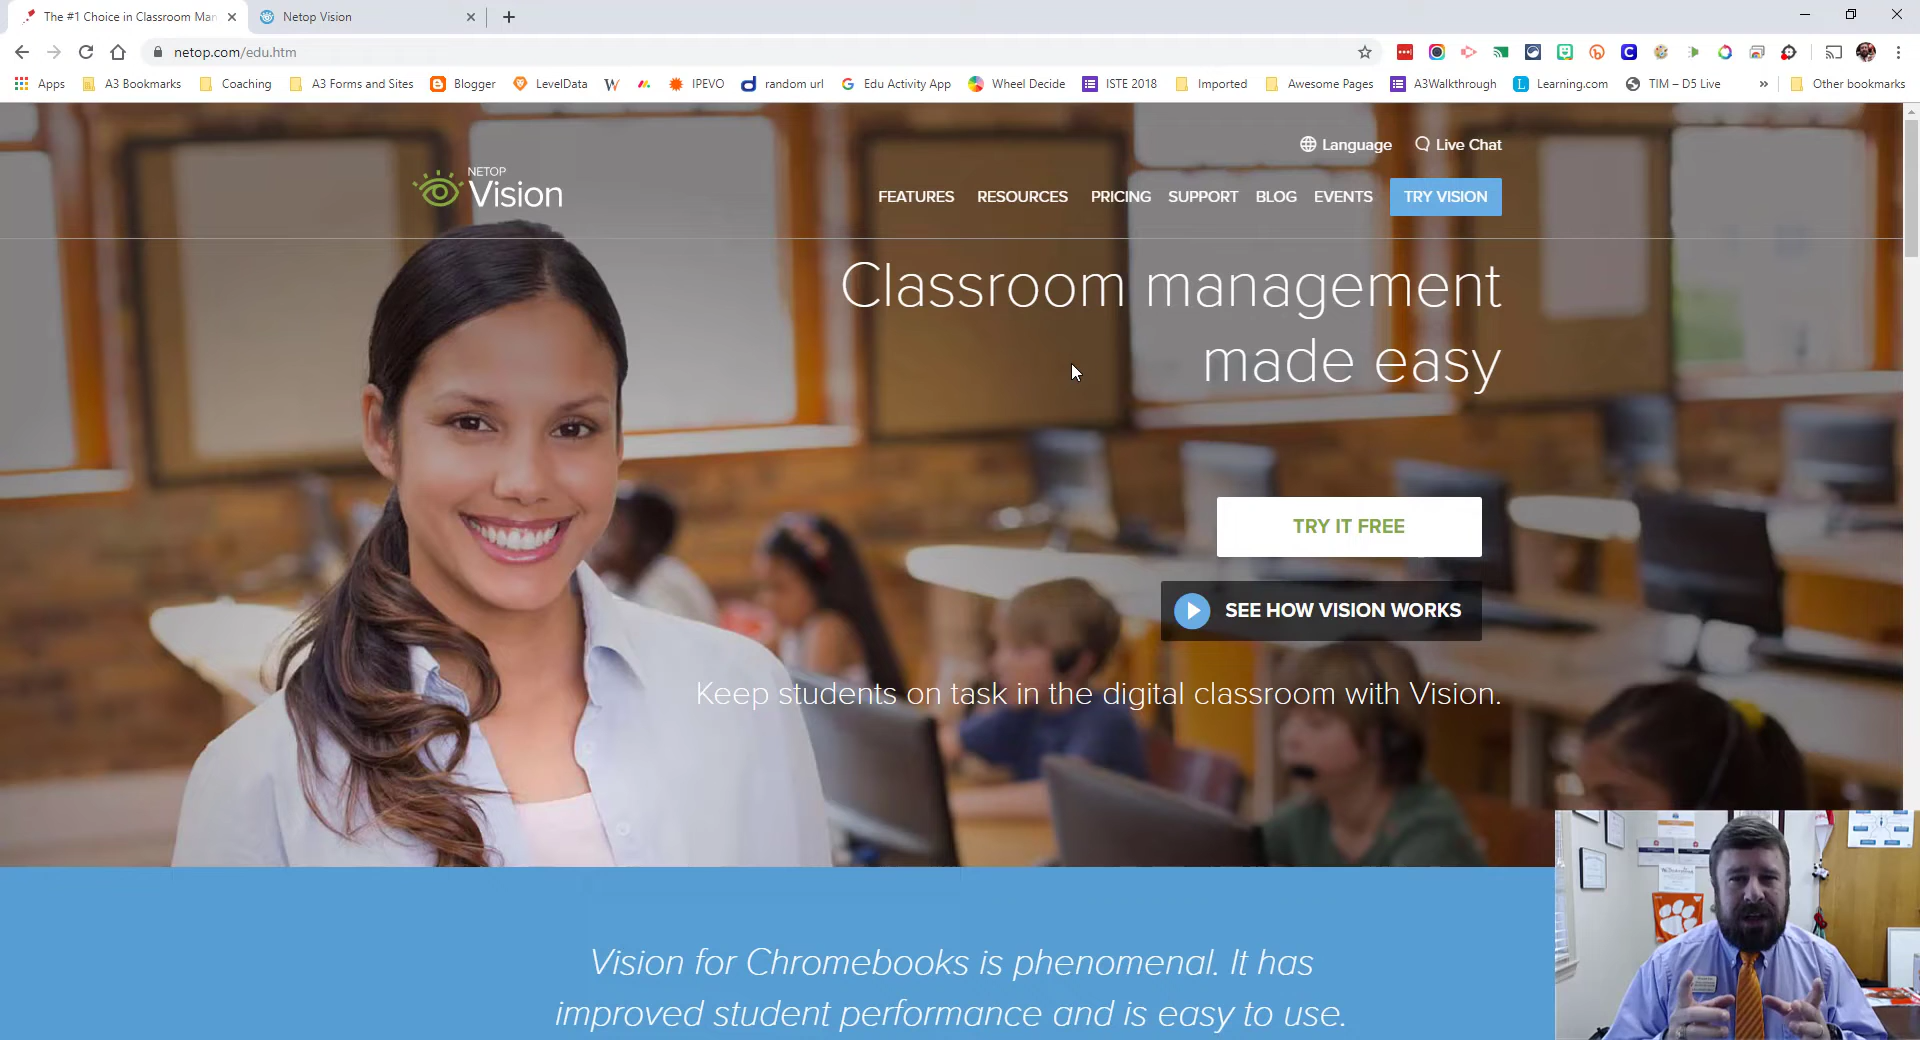 The #1 Choice in Classroom Man
Netop Vision
netop.com/edu.htm
Apps
A3 Bookmarks
Coaching
A3 Forms and Sites
Blogger
LevelData
IPEVO
random url
Edu Activity App
Wheel Decide
ISTE 2018
Imported
Awesome Pages
A3Walkthrough
Learning.com
TIM – D5 Live
»
Other bookmarks
Language
Live Chat
NETOP
Vision
FEATURES RESOURCES PRICING SUPPORT BLOG EVENTS TRY VISION
Classroom management
made easy
TRY IT FREE
SEE HOW VISION WORKS
Keep students on task in the digital classroom with Vision.
Vision for Chromebooks is phenomenal. It has
improved student performance and is easy to use.